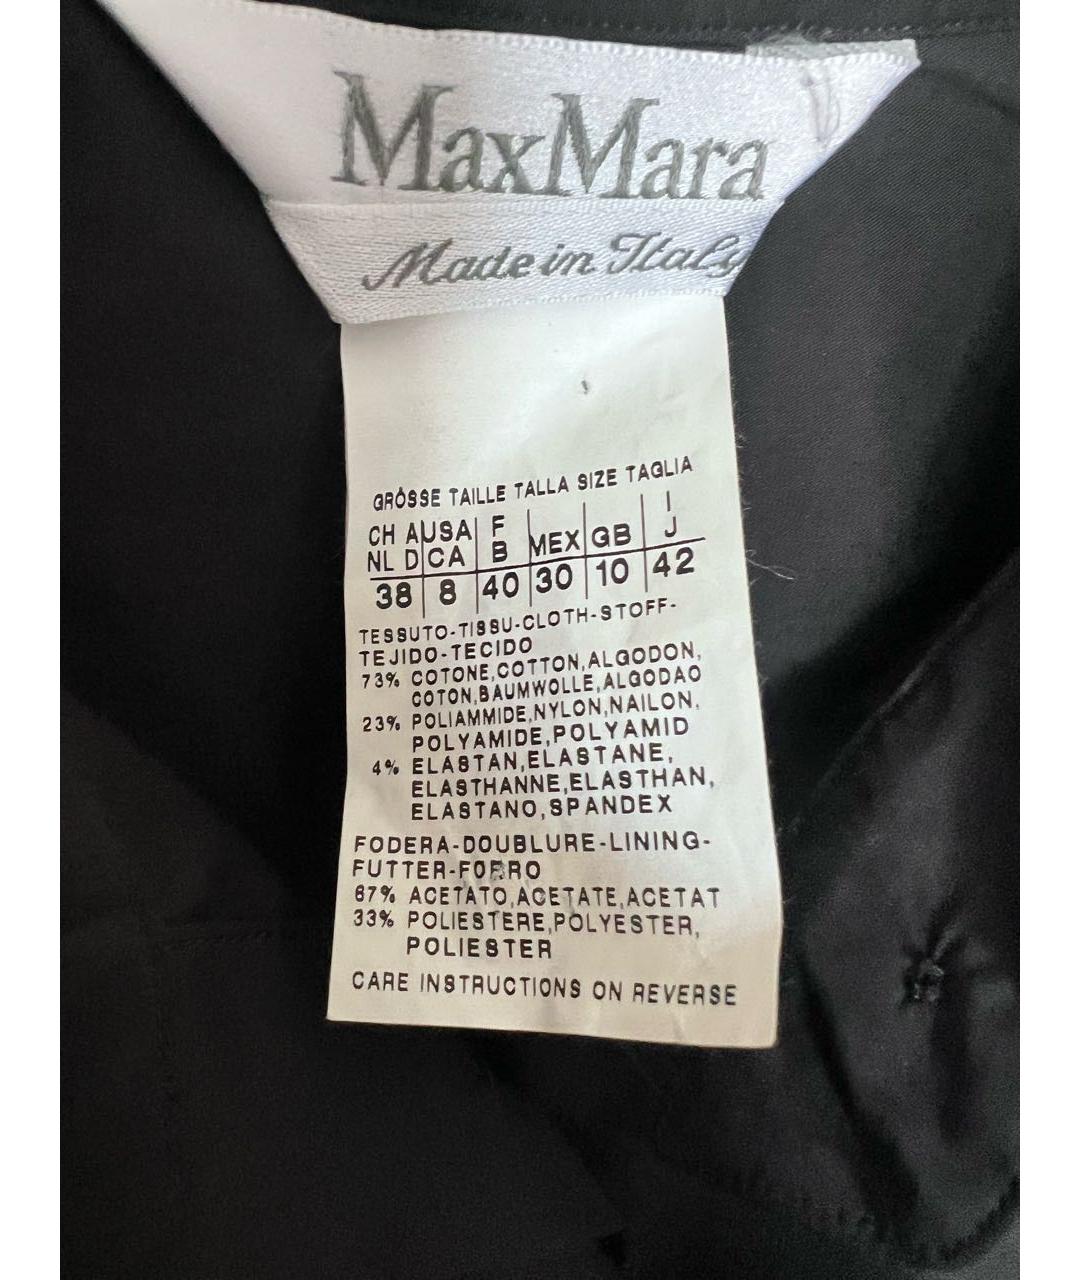 MaxMara
Made in Italy
GRÖSSE TAILLE TALLA SIZE TAGLIA
CH A USA F MEX GB I
NL D CA B J
38 8 40 30 10 42
TESSUTO-TISSU-CLOTH-STOFF-
TEJIDO-TECIDO
73% COTONE,COTTON,ALGODON,
COTON,BAUMWOLLE,ALGODAO
23% POLIAMMIDE,NYLON,NAILON,
POLYAMIDE,POLYAMID
4% ELASTAN,ELASTANE,
ELASTHANNE,ELASTHAN,
ELASTANO,SPANDEX
FODERA-DOUBLURE-LINING-
FUTTER-FORRO
67% ACETATO,ACETATE,ACETAT
33% POLIESTERE,POLYESTER,
POLIESTER
CARE INSTRUCTIONS ON REVERSE